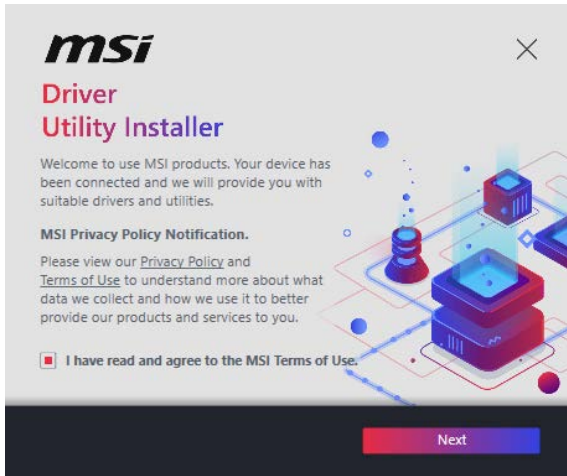 msi
Driver
Utility Installer
Welcome to use MSI products. Your device has
been connected and we will provide you with
suitable drivers and utilities.
MSI Privacy Policy Notification.
Please view our Privacy Policy and
Terms of Use to understand more about what
data we collect and how we use it to better
provide our products and services to you.
I have read and agree to the MSI Terms of Use.
Next